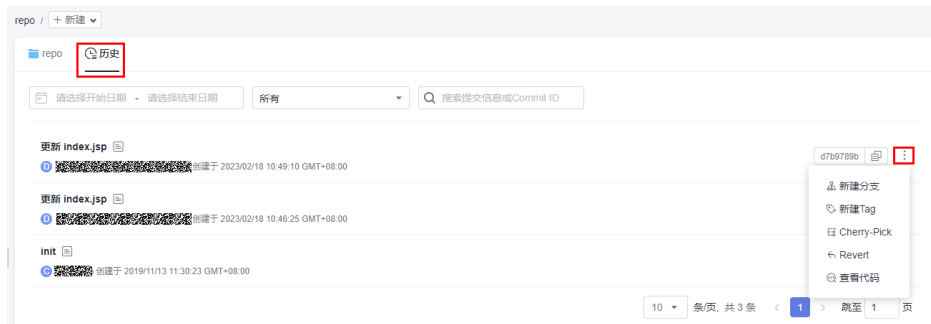 repo / + 新建
repo 历史
请选择开始日期 - 请选择结束日期 所有 搜索提交信息或Commit ID
更新 index.jsp
D 创建于 2023/02/18 10:49:10 GMT+08:00 d7b9789b
新建分支
更新 index.jsp
新建Tag
D 创建于 2023/02/18 10:46:25 GMT+08:00
Cherry-Pick
init
Revert
C 创建于 2019/11/13 11:30:23 GMT+08:00
查看代码
10 条/页, 共 3 条 < 1 > 跳至 1 页